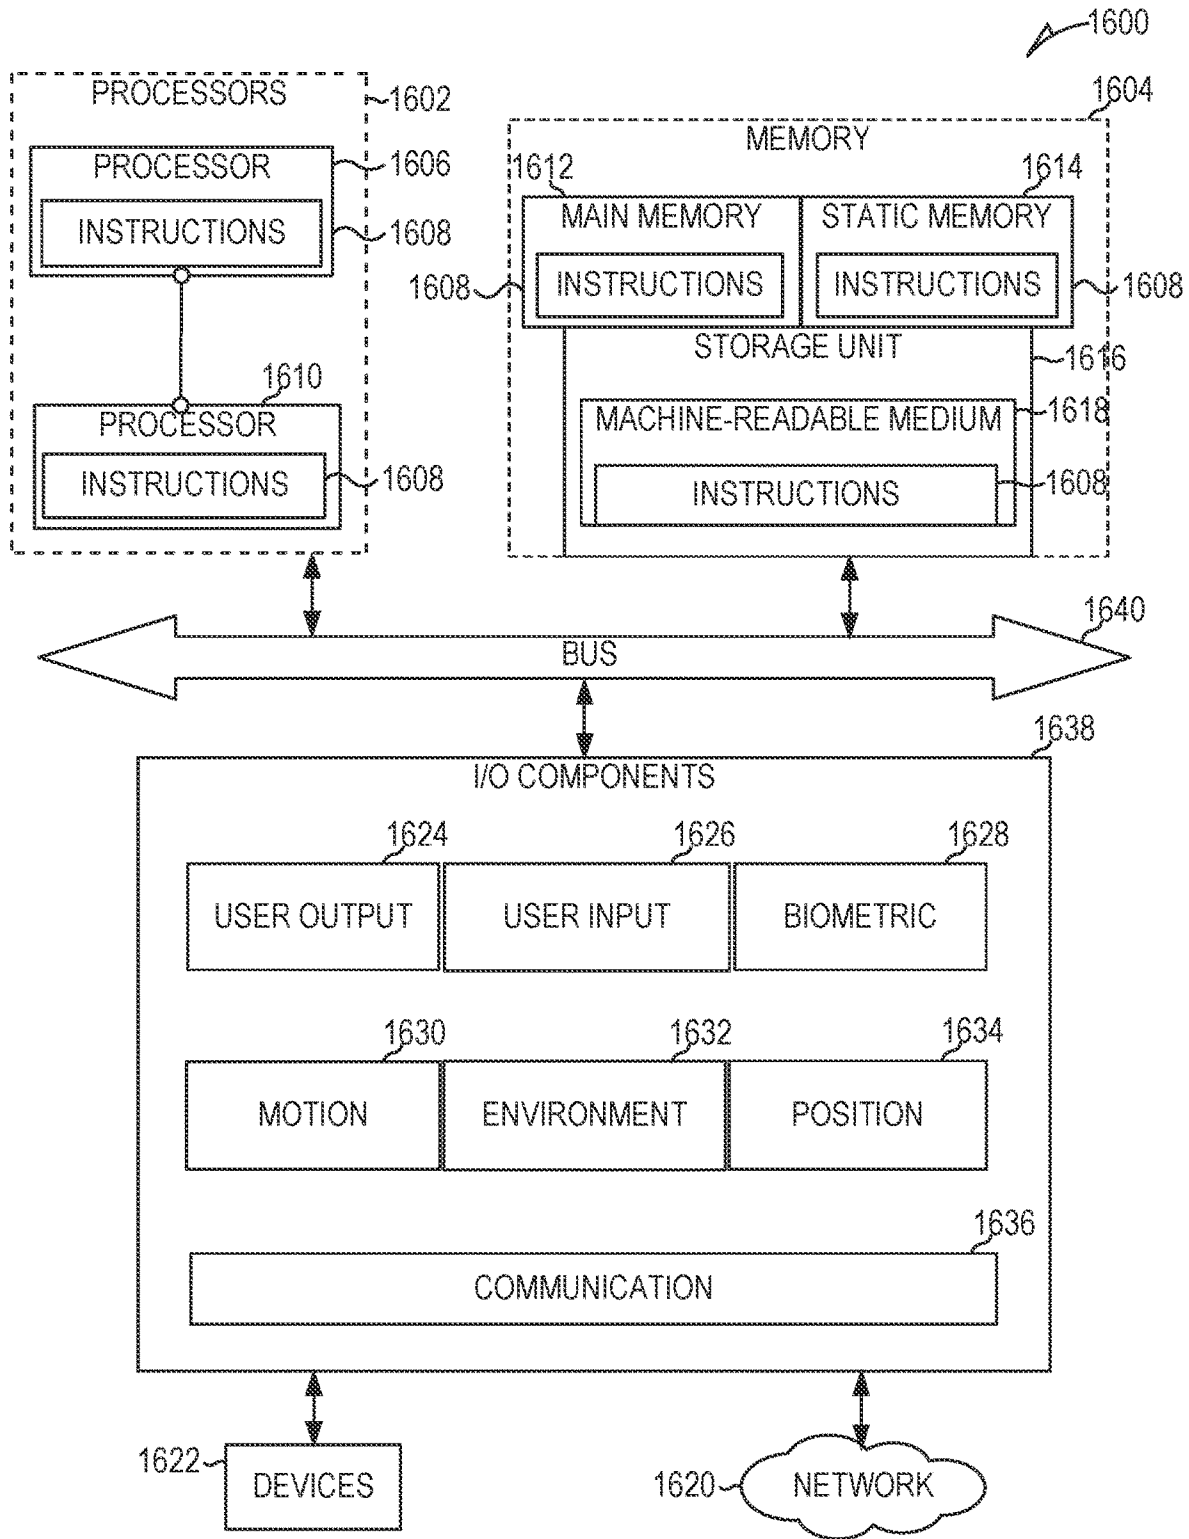 1600
PROCESSORS
1602
PROCESSOR
1606
INSTRUCTIONS
1608
1610
PROCESSOR
INSTRUCTIONS
1608
1604
MEMORY
1612
1614
MAIN MEMORY
STATIC MEMORY
1608
INSTRUCTIONS
INSTRUCTIONS
1608
STORAGE UNIT
1616
MACHINE-READABLE MEDIUM
1618
INSTRUCTIONS
1608
BUS
1640
1638
I/O COMPONENTS
1624
1626
1628
USER OUTPUT
USER INPUT
BIOMETRIC
1630
1632
1634
MOTION
ENVIRONMENT
POSITION
1636
COMMUNICATION
1622
DEVICES
1620
NETWORK